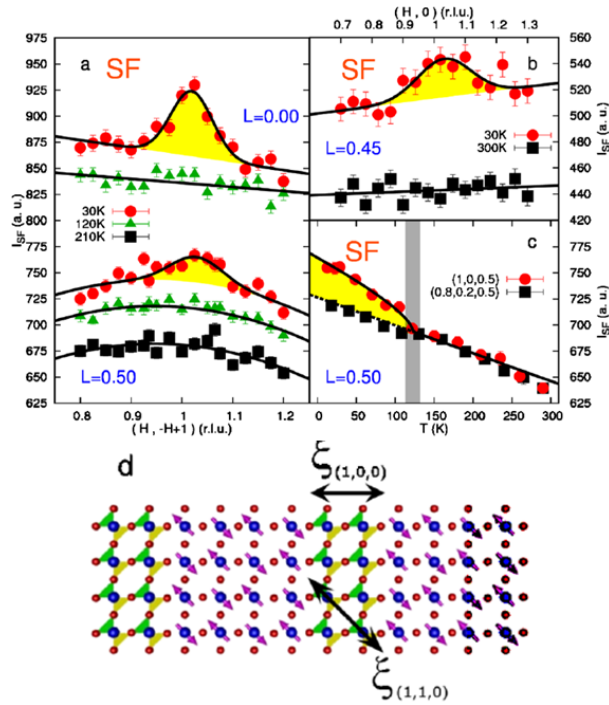 (H, 0) (r.l.u.)
0.7 0.8 0.9 1 1.1 1.2 1.3
975
950
925
900
875
850
825
800
775
750
725
700
675
650
625
I_SF (a. u.)
a
SF
L=0.00
30K
120K
210K
L=0.50
0.8 0.9 1 1.1 1.2
(H, -H+1) (r.l.u.)
SF
b
L=0.45
30K
300K
560
540
520
500
480
460
440
I_SF (a. u.)
SF
c
(1,0,0.5)
(0.8,0.2,0.5)
L=0.50
775
750
725
700
675
650
625
I_SF (a. u.)
0 50 100 150 200 250
T (K)
d
ξ(1,0,0)
ξ(1,1,0)